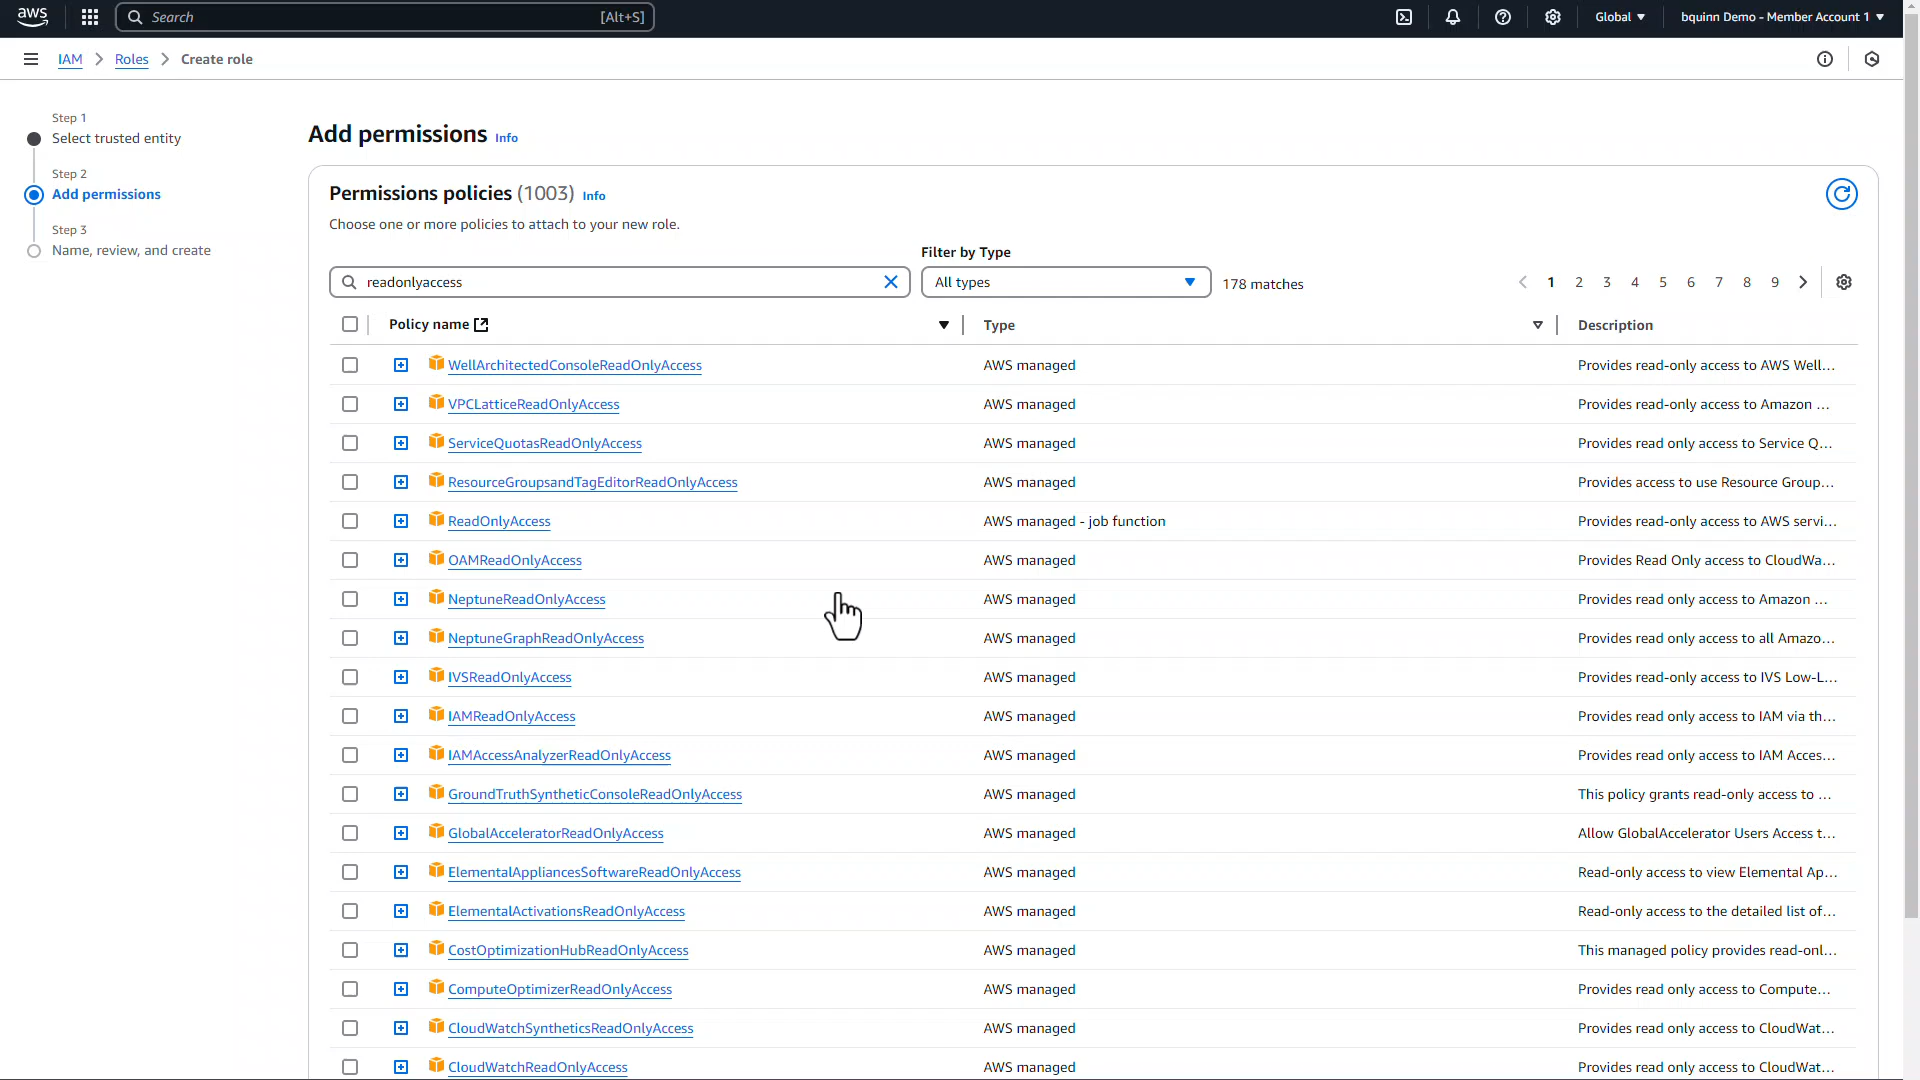 aws
Search [Alt+S] Global bquinn Demo - Member Account 1
IAM Roles Create role
Step 1
Select trusted entity
Step 2
Add permissions
Step 3
Name, review, and create
Add permissions Info
Permissions policies (1003) Info
Choose one or more policies to attach to your new role.
Filter by Type
readonlyaccess All types 178 matches 1 2 3 4 5 6 7 8 9
Policy name Type Description
WellArchitectedConsoleReadOnlyAccess AWS managed Provides read-only access to AWS Well...
VPCLatticeReadOnlyAccess AWS managed Provides read-only access to Amazon ...
ServiceQuotasReadOnlyAccess AWS managed Provides read only access to Service Q...
ResourceGroupsandTagEditorReadOnlyAccess AWS managed Provides access to use Resource Group...
ReadOnlyAccess AWS managed - job function Provides read-only access to AWS servi...
OAMReadOnlyAccess AWS managed Provides Read Only access to CloudWa...
NeptuneReadOnlyAccess AWS managed Provides read only access to Amazon ...
NeptuneGraphReadOnlyAccess AWS managed Provides read only access to all Amazo...
IVSReadOnlyAccess AWS managed Provides read-only access to IVS Low-L...
IAMReadOnlyAccess AWS managed Provides read only access to IAM via th...
IAMAccessAnalyzerReadOnlyAccess AWS managed Provides read only access to IAM Acces...
GroundTruthSyntheticConsoleReadOnlyAccess AWS managed This policy grants read-only access to ...
GlobalAcceleratorReadOnlyAccess AWS managed Allow GlobalAccelerator Users Access t...
ElementalAppliancesSoftwareReadOnlyAccess AWS managed Read-only access to view Elemental Ap...
ElementalActivationsReadOnlyAccess AWS managed Read-only access to the detailed list of...
CostOptimizationHubReadOnlyAccess AWS managed This managed policy provides read-onl...
ComputeOptimizerReadOnlyAccess AWS managed Provides read only access to Compute...
CloudWatchSyntheticsReadOnlyAccess AWS managed Provides read only access to CloudWat...
CloudWatchReadOnlyAccess AWS managed Provides read only access to CloudWat...